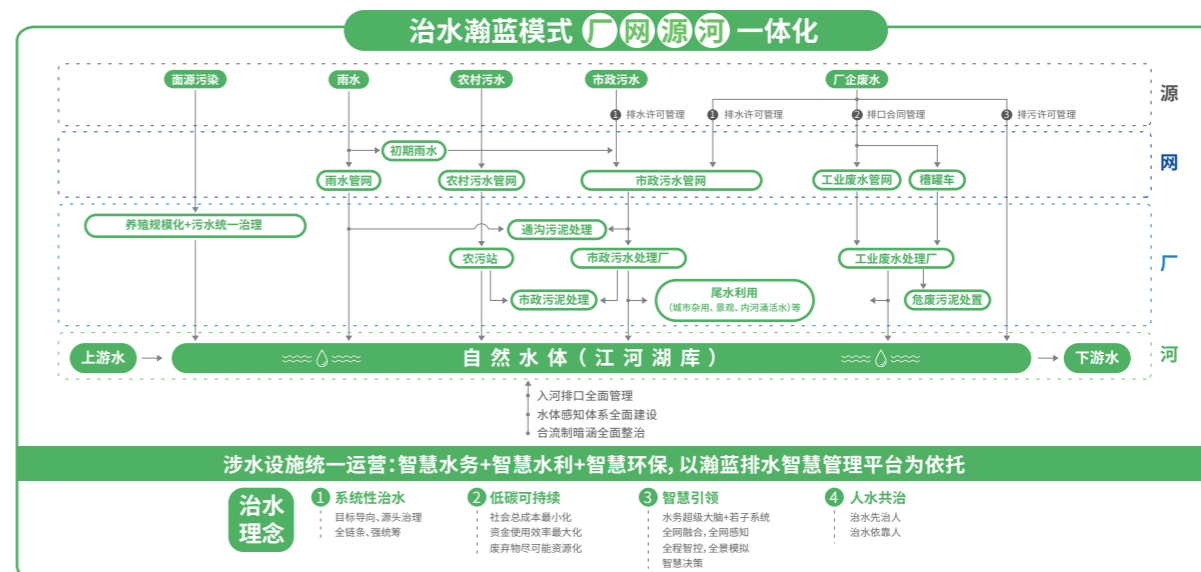 治水瀚蓝模式 厂网源河 一体化
面源污染 雨水 农村污水 市政污水 厂企废水
源
1 排水许可管理 1 排水许可管理 2 排口合同管理 3 排污许可管理
初期雨水
网
雨水管网 农村污水管网 市政污水管网 工业废水管网 槽罐车
养殖规模化+污水统一治理
通沟污泥处理
农污站 市政污水处理厂 工业废水处理厂
厂
市政污泥处理 尾水利用 危废污泥处置
（城市杂用、景观、内河涌活水）等
上游水 自然水体（江河湖库） 下游水
河
入河排口全面管理
水体感知体系全面建设
合流制暗涵全面整治
涉水设施统一运营：智慧水务+智慧水利+智慧环保，以瀚蓝排水智慧管理平台为依托
治水
理念
1 系统性治水
目标导向、源头治理
全链条、强统筹
2 低碳可持续
社会总成本最小化
资金使用效率最大化
废弃物尽可能资源化
3 智慧引领
水务超级大脑+若子系统
全网融合，全网感知
全程智控，全景模拟
智慧决策
4 人水共治
治水先治人
治水依靠人